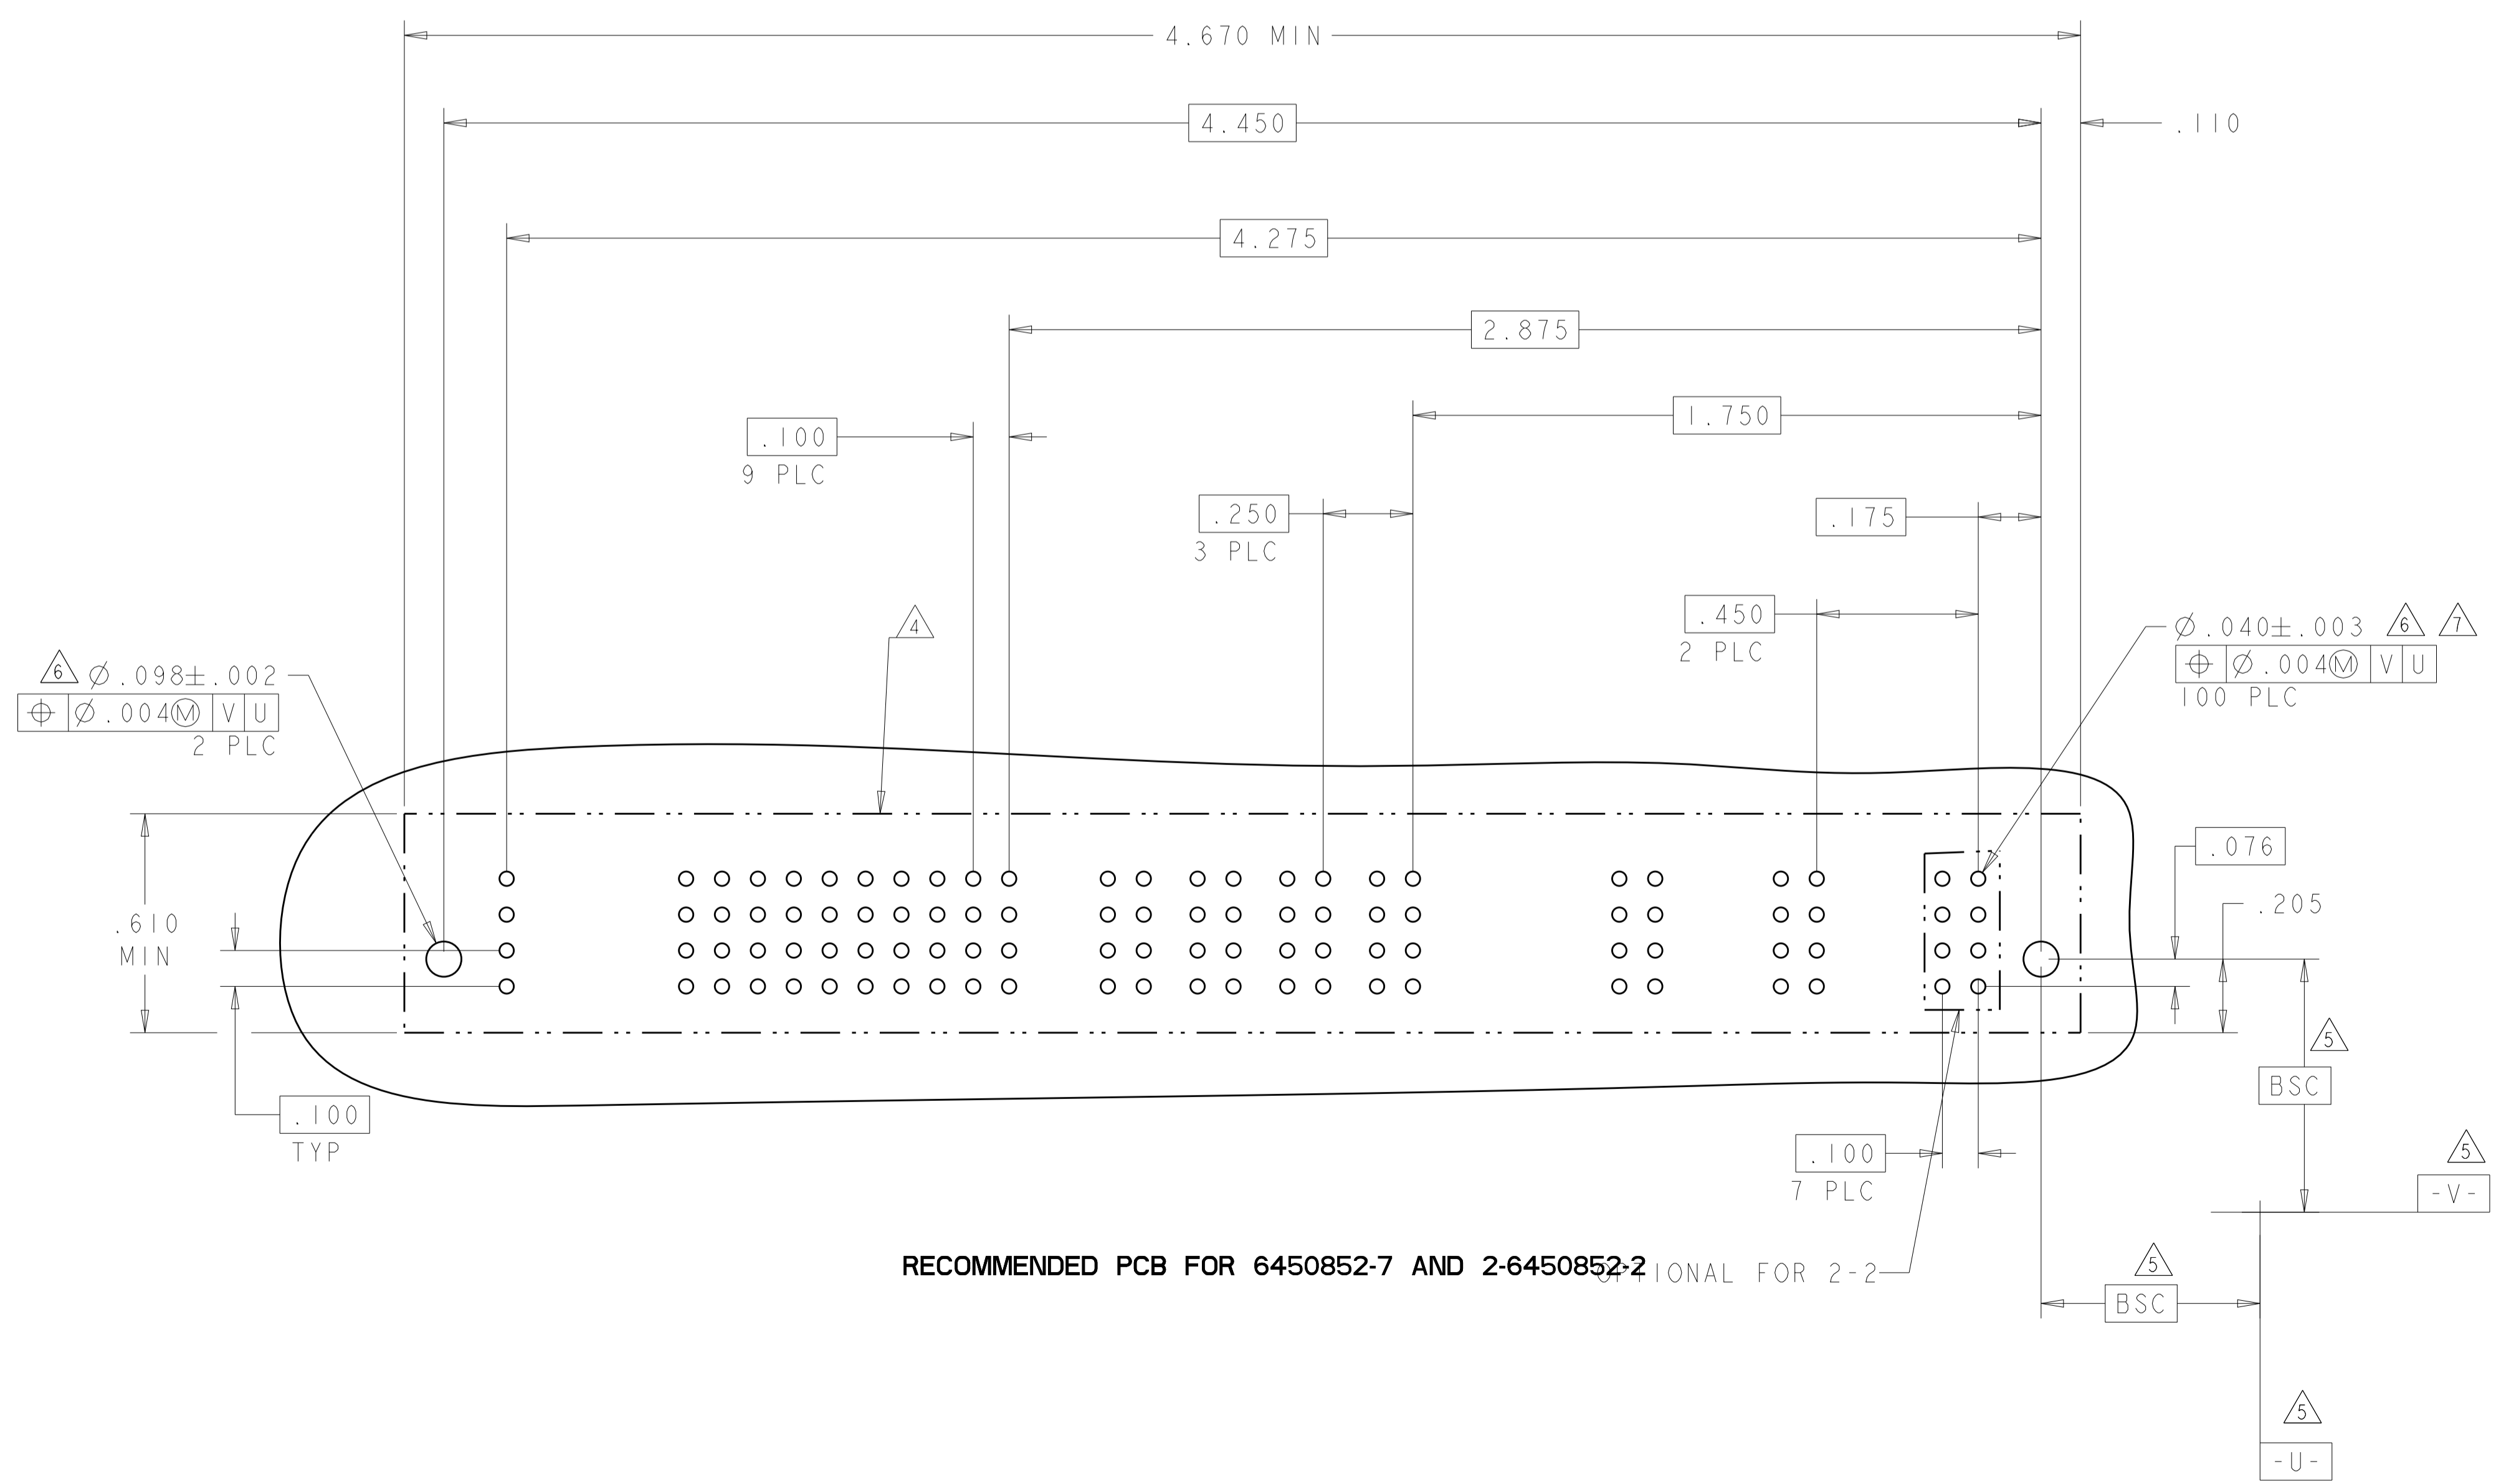 4.670 MIN
4.450
.110
4.275
2.875
1.750
.100
9 PLC
.250
3 PLC
.175
.450
2 PLC
4
6 ⌀.098±.002
⌖ ⌀.004Ⓜ V U
2 PLC
⌀.040±.003 6 7
⌖ ⌀.004Ⓜ V U
100 PLC
.610
MIN
.076
.205
.100
TYP
5
BSC
.100
7 PLC
5
-V-
RECOMMENDED PCB FOR 6450852-7 AND 2-6450852-2
OPTIONAL FOR 2-2
5
BSC
5
-U-